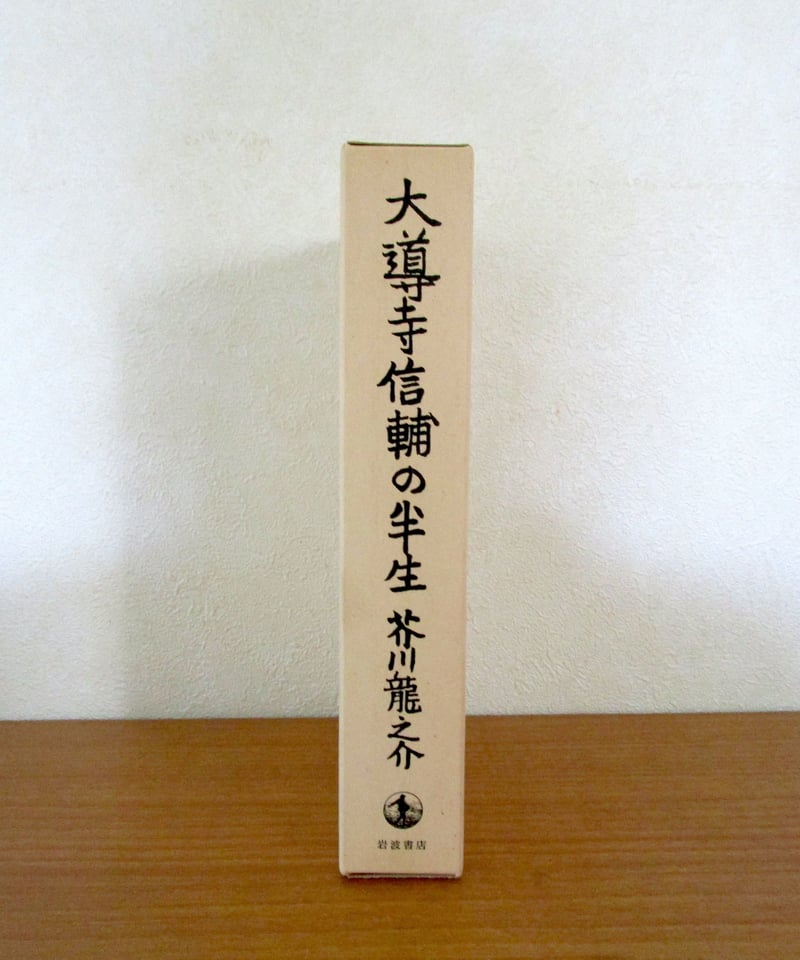 大導寺信輔の半生 芥川龍之介
岩波書店